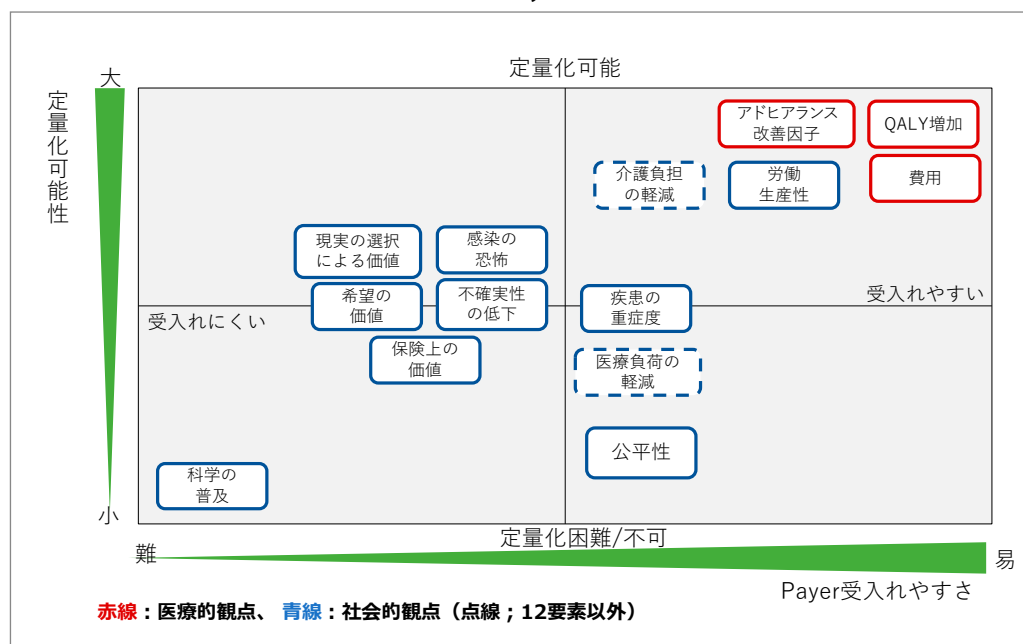 定量化可能
大
定量化可能性
アドヒアランス
改善因子
QALY増加
介護負担
の軽減
労働
生産性
費用
現実の選択
による価値
感染の
恐怖
希望の
価値
不確実性
の低下
疾患の
重症度
受入れやすい
受入れにくい
保険上の
価値
医療負荷の
軽減
公平性
科学の
普及
小
定量化困難/不可
難
易
Payer受入れやすさ
赤線：医療的観点、 青線：社会的観点（点線；12要素以外）